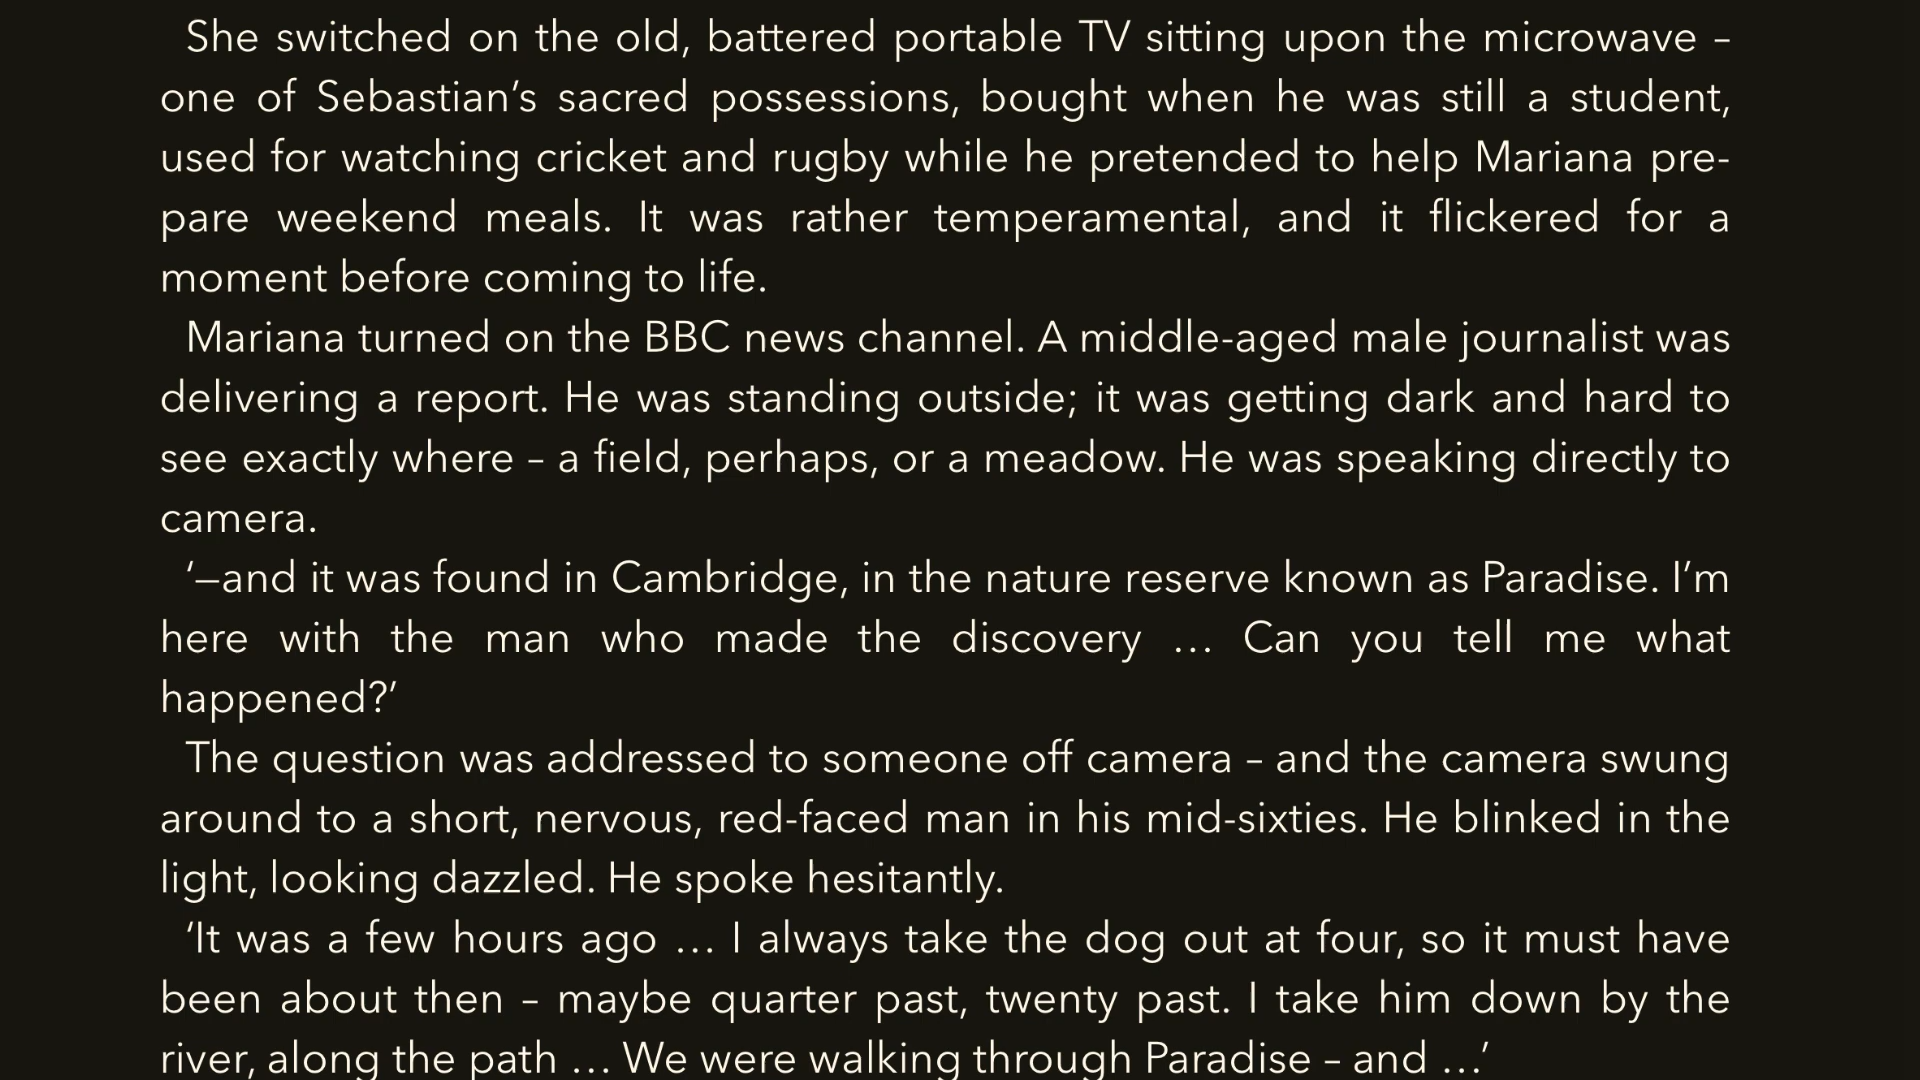 She switched on the old, battered portable TV sitting upon the microwave –
one of Sebastian’s sacred possessions, bought when he was still a student,
used for watching cricket and rugby while he pretended to help Mariana pre-
pare weekend meals. It was rather temperamental, and it flickered for a
moment before coming to life.
Mariana turned on the BBC news channel. A middle-aged male journalist was
delivering a report. He was standing outside; it was getting dark and hard to
see exactly where – a field, perhaps, or a meadow. He was speaking directly to
camera.
‘—and it was found in Cambridge, in the nature reserve known as Paradise. I’m
here with the man who made the discovery … Can you tell me what
happened?’
The question was addressed to someone off camera – and the camera swung
around to a short, nervous, red-faced man in his mid-sixties. He blinked in the
light, looking dazzled. He spoke hesitantly.
‘It was a few hours ago … I always take the dog out at four, so it must have
been about then – maybe quarter past, twenty past. I take him down by the
river, along the path … We were walking through Paradise – and …’